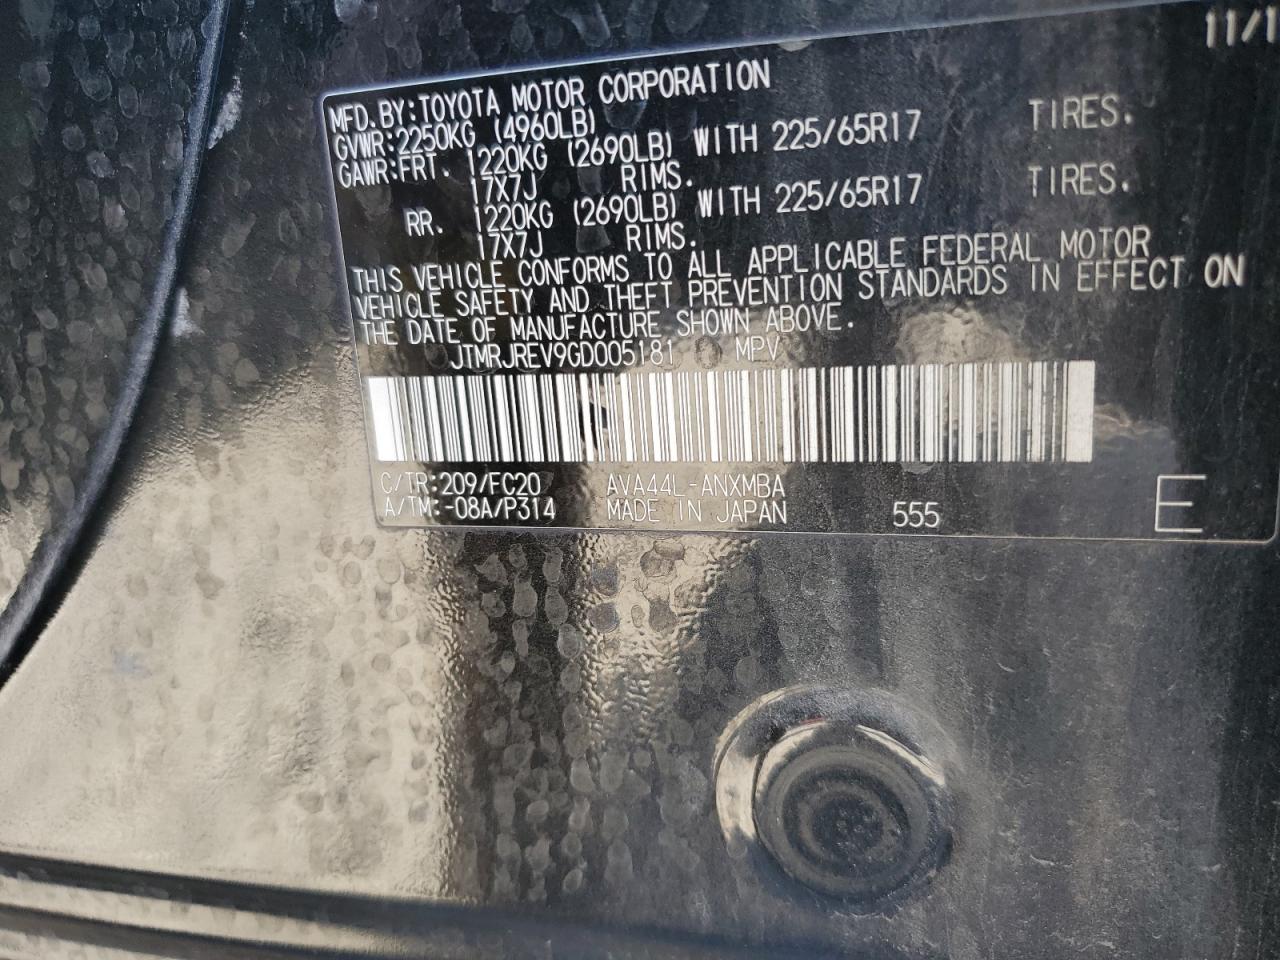 11/1
MFD.BY:TOYOTA MOTOR CORPORATION
GVWR:2250KG (4960LB)
GAWR:FRT. 1220KG (2690LB) WITH 225/65R17 TIRES.
17X7J RIMS.
RR. 1220KG (2690LB) WITH 225/65R17 TIRES.
17X7J RIMS.
THIS VEHICLE CONFORMS TO ALL APPLICABLE FEDERAL MOTOR
VEHICLE SAFETY AND THEFT PREVENTION STANDARDS IN EFFECT ON
THE DATE OF MANUFACTURE SHOWN ABOVE.
JTMRJREV9GD005181 MPV
C/TR:209/FC20 AVA44L-ANXMBA
A/TM:-08A/P314 MADE IN JAPAN 555 E